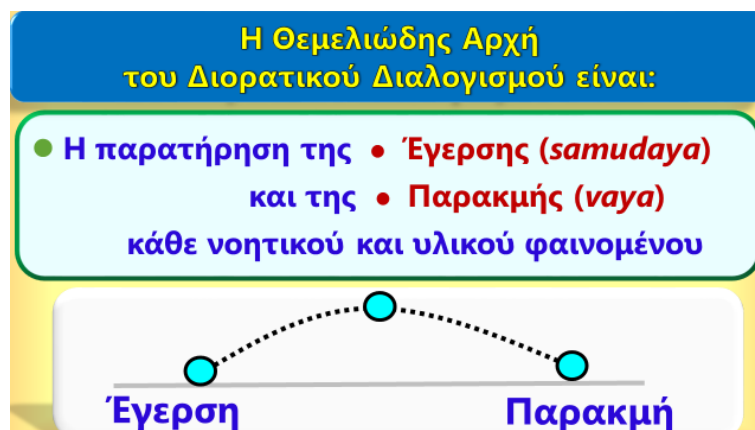 Η Θεμελιώδης Αρχή
του Διορατικού Διαλογισμού είναι:
● Η παρατήρηση της ● Έγερσης (samudaya)
και της ● Παρακμής (vaya)
κάθε νοητικού και υλικού φαινομένου
Έγερση Παρακμή